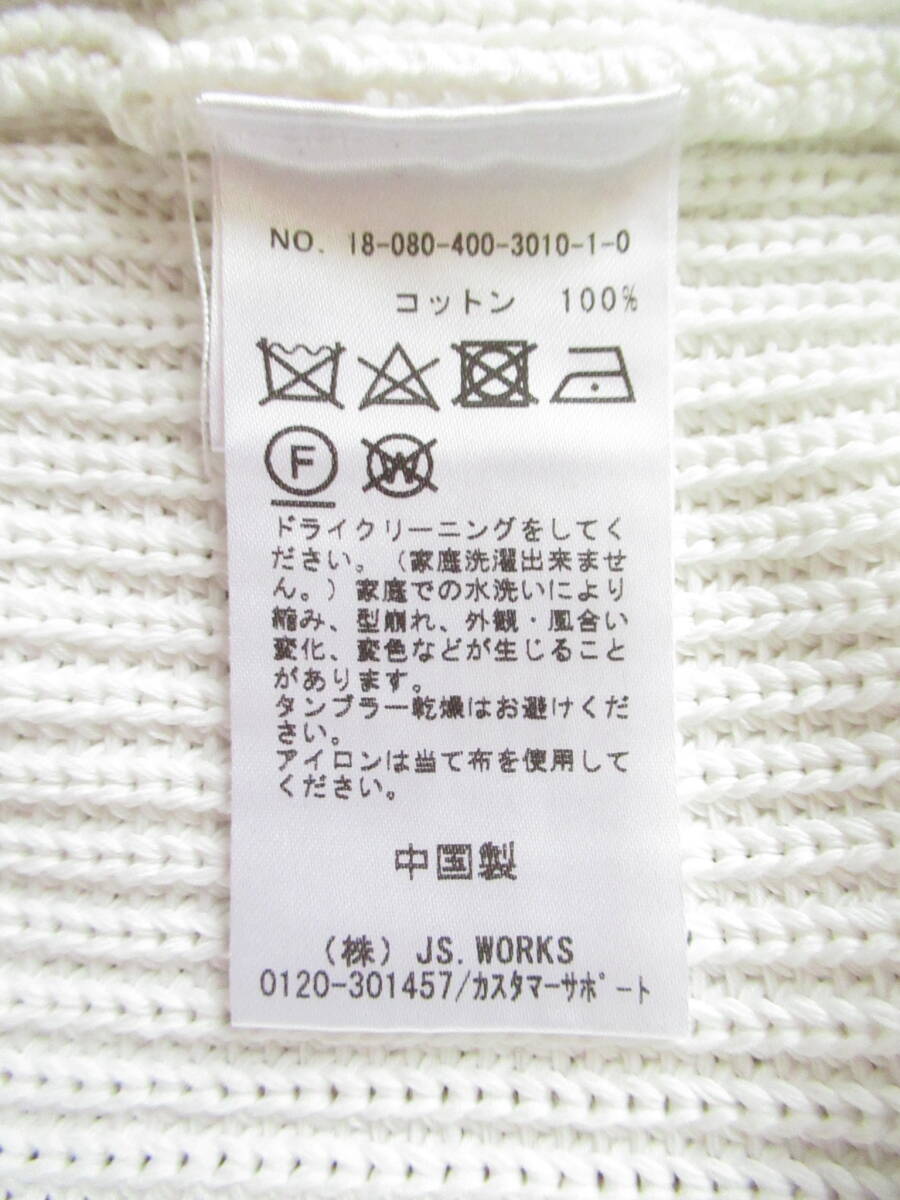 NO. 18-080-400-3010-1-0
コットン 100%
F
W
ドライクリーニングをしてく
ださい。（家庭洗濯出来ませ
ん。）家庭での水洗いにより
縮み、型崩れ、外観・風合い
変化、変色などが生じること
があります。
タンブラー乾燥はお避けくだ
さい。
アイロンは当て布を使用して
ください。
中国製
（株）JS.WORKS
0120-301457/ｶｽﾀﾏｰｻﾎﾟｰﾄ